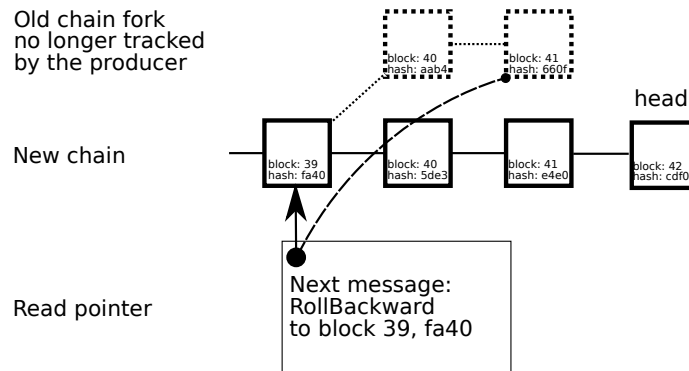 Old chain fork
no longer tracked
by the producer
block: 40
hash: aab4
block: 41
hash: 660f
head
New chain
block: 39
hash: fa40
block: 40
hash: 5de3
block: 41
hash: e4e0
block: 42
hash: cdf0
Read pointer
Next message:
RollBackward
to block 39, fa40